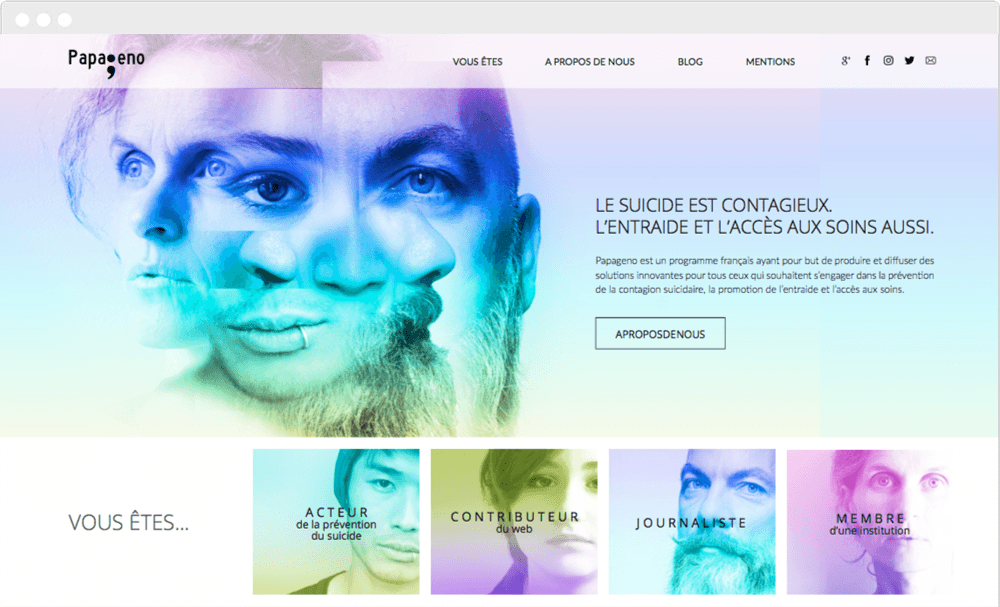 Papageno
VOUS ÊTES
A PROPOS DE NOUS
BLOG
MENTIONS
LE SUICIDE EST CONTAGIEUX.
L'ENTRAIDE ET L'ACCÈS AUX SOINS AUSSI.
Papageno est un programme français ayant pour but de produire et diffuser des
solutions innovantes pour tous ceux qui souhaitent s'engager dans la prévention
de la contagion suicidaire, la promotion de l'entraide et l'accès aux soins.
APROPOSDENOUS
VOUS ÊTES...
ACTEUR
de la prévention
du suicide
CONTRIBUTEUR
du web
JOURNALISTE
MEMBRE
d'une institution